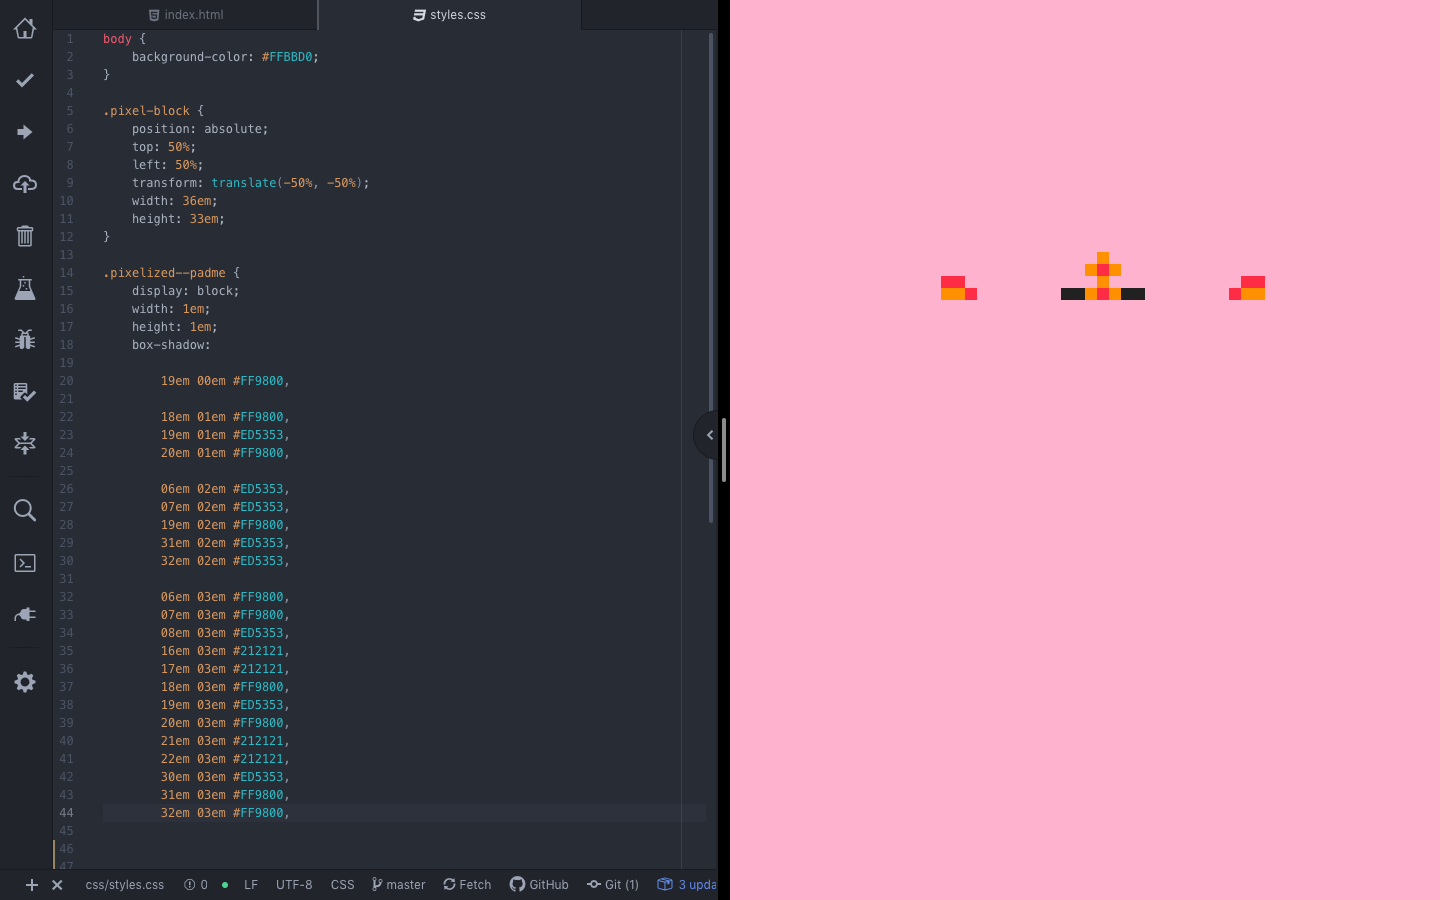 index.html
styles.css
1 body {
2 background-color: #FFBBD0;
3 }
4
5 .pixel-block {
6 position: absolute;
7 top: 50%;
8 left: 50%;
9 transform: translate(-50%, -50%);
10 width: 36em;
11 height: 33em;
12 }
13
14 .pixelized--padme {
15 display: block;
16 width: 1em;
17 height: 1em;
18 box-shadow:
19
20 19em 00em #FF9800,
21
22 18em 01em #FF9800,
23 19em 01em #ED5353,
24 20em 01em #FF9800,
25
26 06em 02em #ED5353,
27 07em 02em #ED5353,
28 19em 02em #FF9800,
29 31em 02em #ED5353,
30 32em 02em #ED5353,
31
32 06em 03em #FF9800,
33 07em 03em #FF9800,
34 08em 03em #ED5353,
35 16em 03em #212121,
36 17em 03em #212121,
37 18em 03em #FF9800,
38 19em 03em #ED5353,
39 20em 03em #FF9800,
40 21em 03em #212121,
41 22em 03em #212121,
42 30em 03em #ED5353,
43 31em 03em #FF9800,
44 32em 03em #FF9800,
45
46
47
css/styles.css 0 LF UTF-8 CSS master Fetch GitHub Git (1) 3 upda